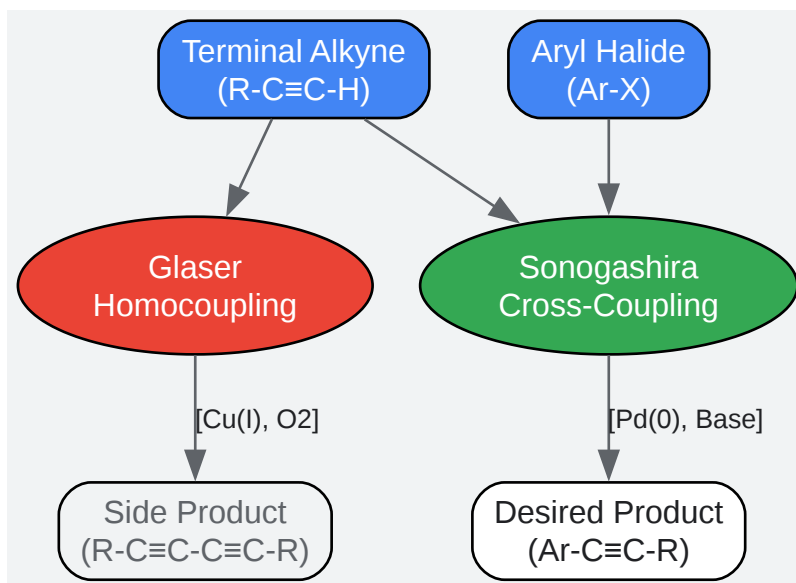 Terminal Alkyne
(R-C≡C-H)
Aryl Halide
(Ar-X)
Glaser
Homocoupling
Sonogashira
Cross-Coupling
[Cu(I), O2]
[Pd(0), Base]
Side Product
(R-C≡C-C≡C-R)
Desired Product
(Ar-C≡C-R)